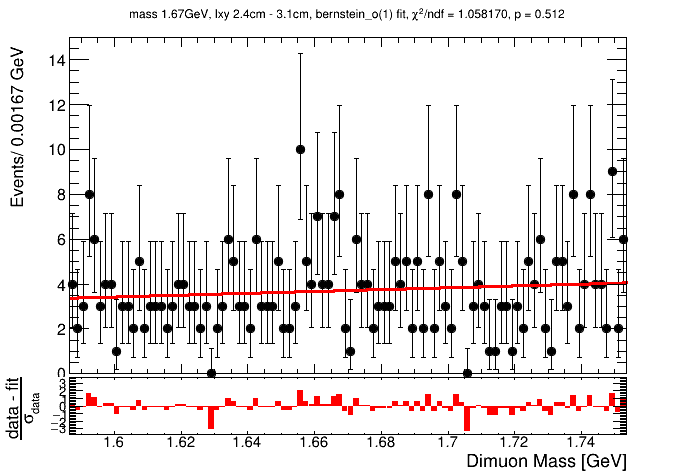 mass 1.67GeV, lxy 2.4cm - 3.1cm, bernstein_o(1) fit, χ²/ndf = 1.058170, p = 0.512
Events/ 0.00167 GeV
14
12
10
8
6
4
2
0
data - fit
σdata
3
2
1
0
−1
−2
−3
1.6 1.62 1.64 1.66 1.68 1.7 1.72 1.74
Dimuon Mass [GeV]